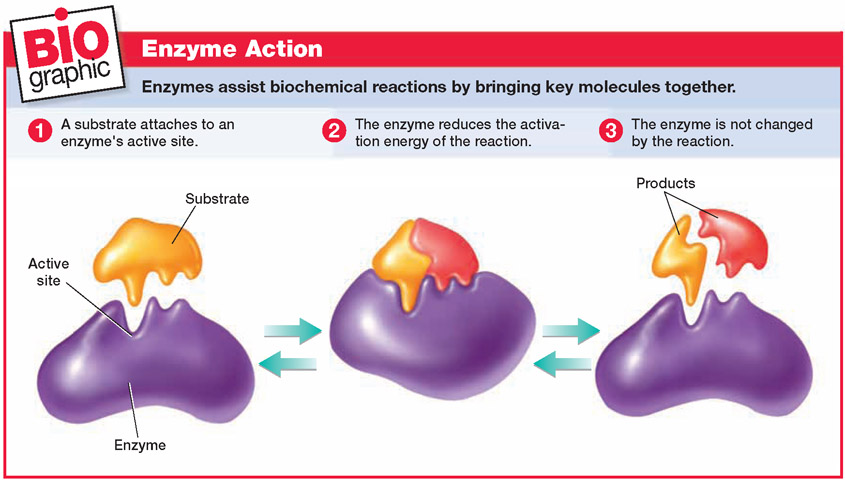 BIO
graphic
Enzyme Action
Enzymes assist biochemical reactions by bringing key molecules together.
1 A substrate attaches to an
enzyme's active site.
2 The enzyme reduces the activa-
tion energy of the reaction.
3 The enzyme is not changed
by the reaction.
Substrate
Active
site
Enzyme
Products